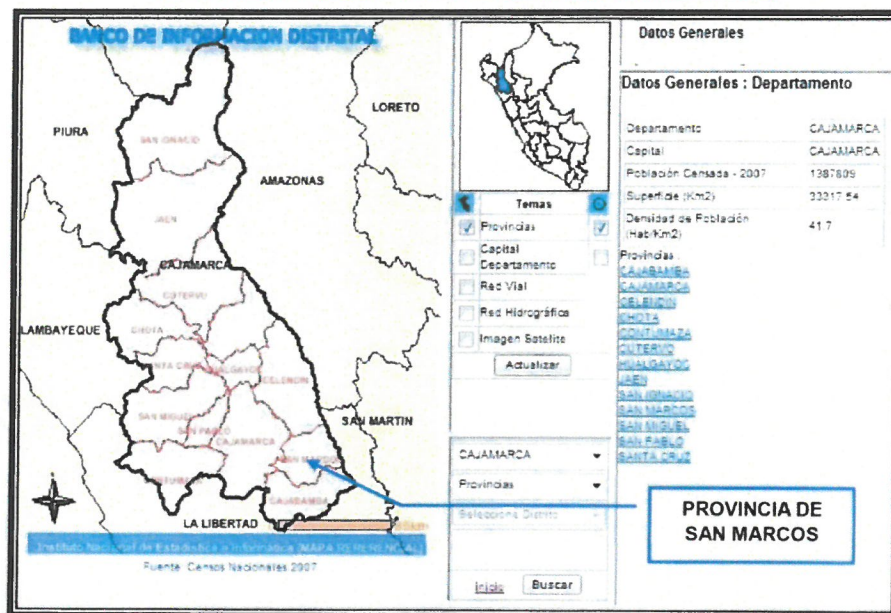 BANCO DE INFORMACION DISTRITAL
PIURA
LORETO
AMAZONAS
SAN IGNACIO
JAEN
CAJAMARCA
CUTERVO
LAMBAYEQUE
CHOTA
SANTA CRUZ
HUALGAYOC
CELENDIN
SAN MIGUEL
SAN PABLO
CAJAMARCA
SAN MARTIN
SAN MARCOS
CONTUMAZA
CAJABAMBA
LA LIBERTAD
Instituto Nacional de Estadística e Informática (MAPA REFERENCIAL)
Fuente: Censos Nacionales 2007
Temas
Provincias
Capital
Departamento
Red Vial
Red Hidrográfica
Imagen Satelite
Actualizar
CAJAMARCA
Provincias
Seleccione Distrito
inicio Buscar
Datos Generales
Datos Generales : Departamento
Departamento CAJAMARCA
Capital CAJAMARCA
Población Censada - 2007 1387809
Superficie (Km2) 33317.54
Densidad de Población
(Hab/Km2) 41.7
Provincias :
CAJABAMBA
CAJAMARCA
CELENDIN
CHOTA
CONTUMAZA
CUTERVO
HUALGAYOC
JAEN
SAN IGNACIO
SAN MARCOS
SAN MIGUEL
SAN PABLO
SANTA CRUZ
PROVINCIA DE
SAN MARCOS